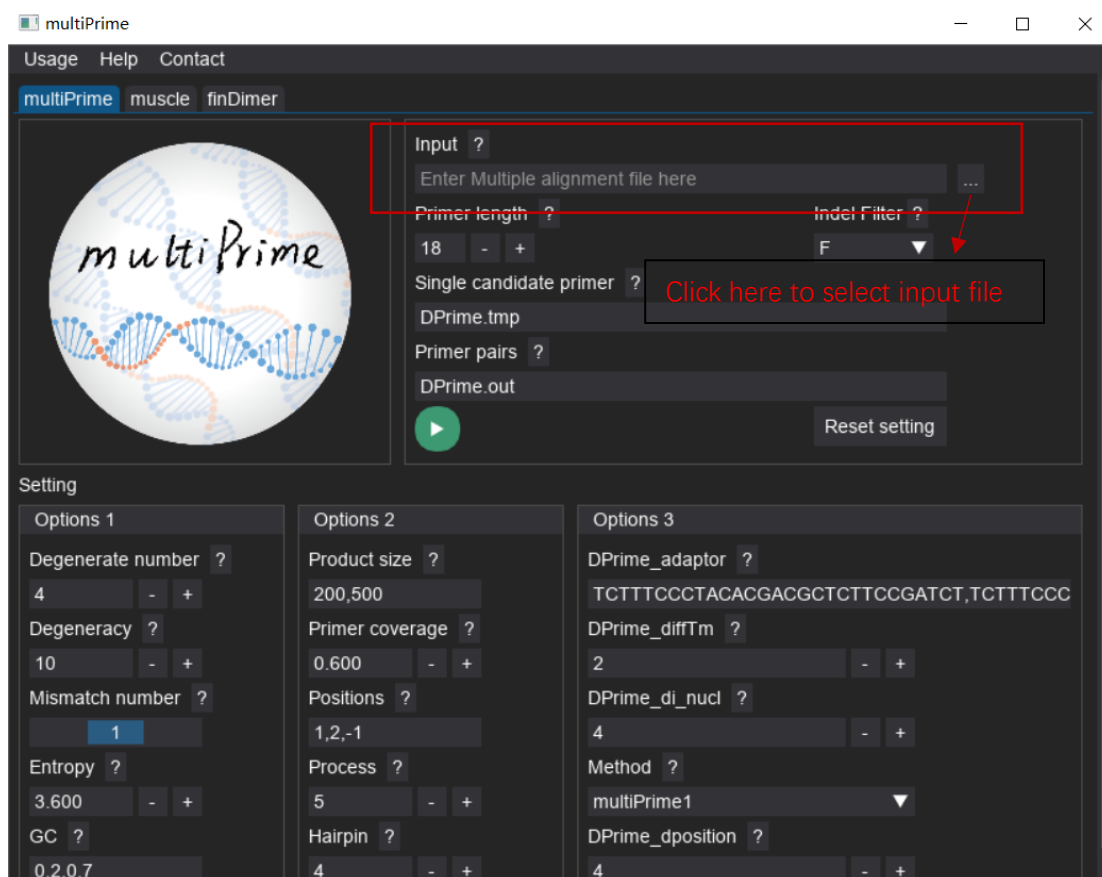 multiPrime
Usage Help Contact
multiPrime muscle finDimer
multiPrime
Input ?
Enter Multiple alignment file here ...
Primer length ? Indel Filter ?
18 - + F
Single candidate primer ?
Click here to select input file
DPrime.tmp
Primer pairs ?
DPrime.out
Reset setting
Setting
Options 1
Degenerate number ?
4 - +
Degeneracy ?
10 - +
Mismatch number ?
1
Entropy ?
3.600 - +
GC ?
0.2,0.7
Options 2
Product size ?
200,500
Primer coverage ?
0.600 - +
Positions ?
1,2,-1
Process ?
5 - +
Hairpin ?
4 - +
Options 3
DPrime_adaptor ?
TCTTTCCCTACACGACGCTCTTCCGATCT,TCTTTCCC
DPrime_diffTm ?
2 - +
DPrime_di_nucl ?
4 - +
Method ?
multiPrime1
DPrime_dposition ?
4 - +